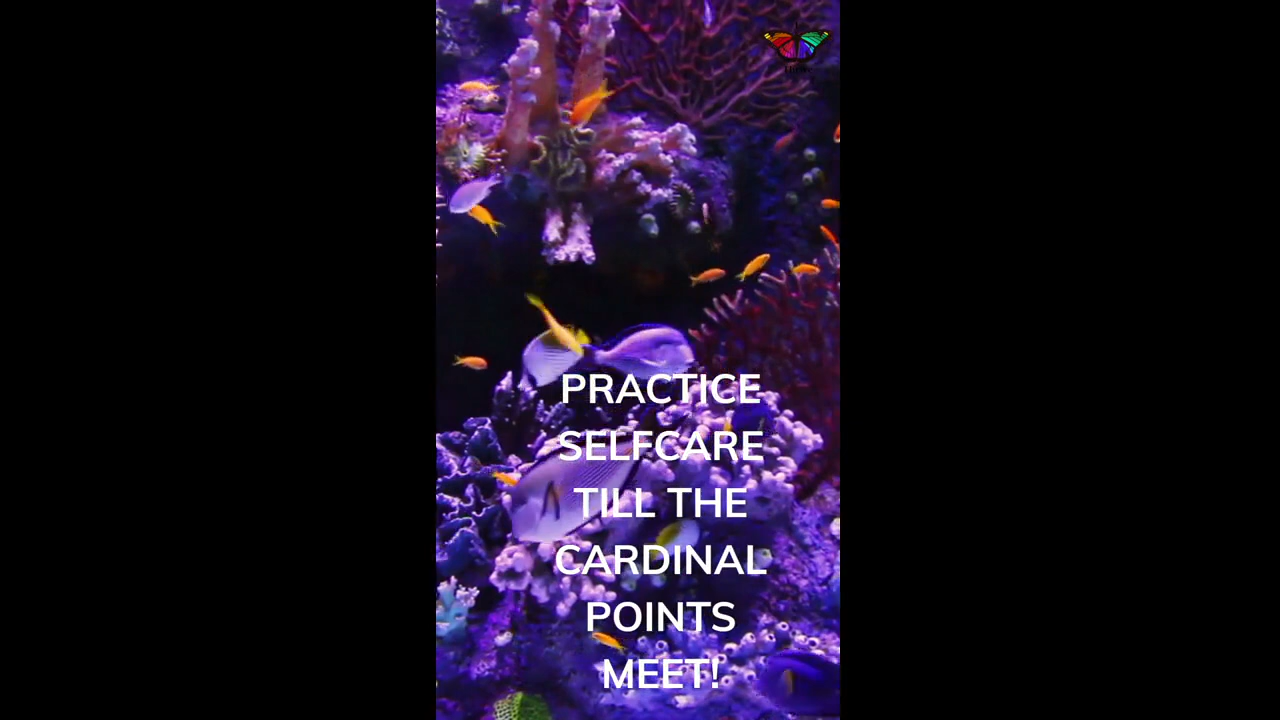 PRACTICE
SELFCARE
TILL THE
CARDINAL
POINTS
MEET!